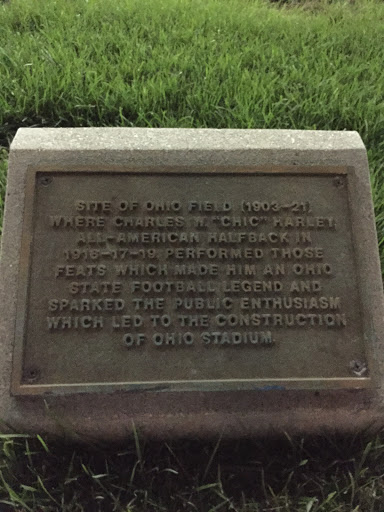 SITE OF OHIO FIELD (1903-21)
WHERE CHARLES W. "CHIC" HARLEY,
ALL-AMERICAN HALFBACK IN
1916-17-19, PERFORMED THOSE
FEATS WHICH MADE HIM AN OHIO
STATE FOOTBALL LEGEND AND
SPARKED THE PUBLIC ENTHUSIASM
WHICH LED TO THE CONSTRUCTION
OF OHIO STADIUM.